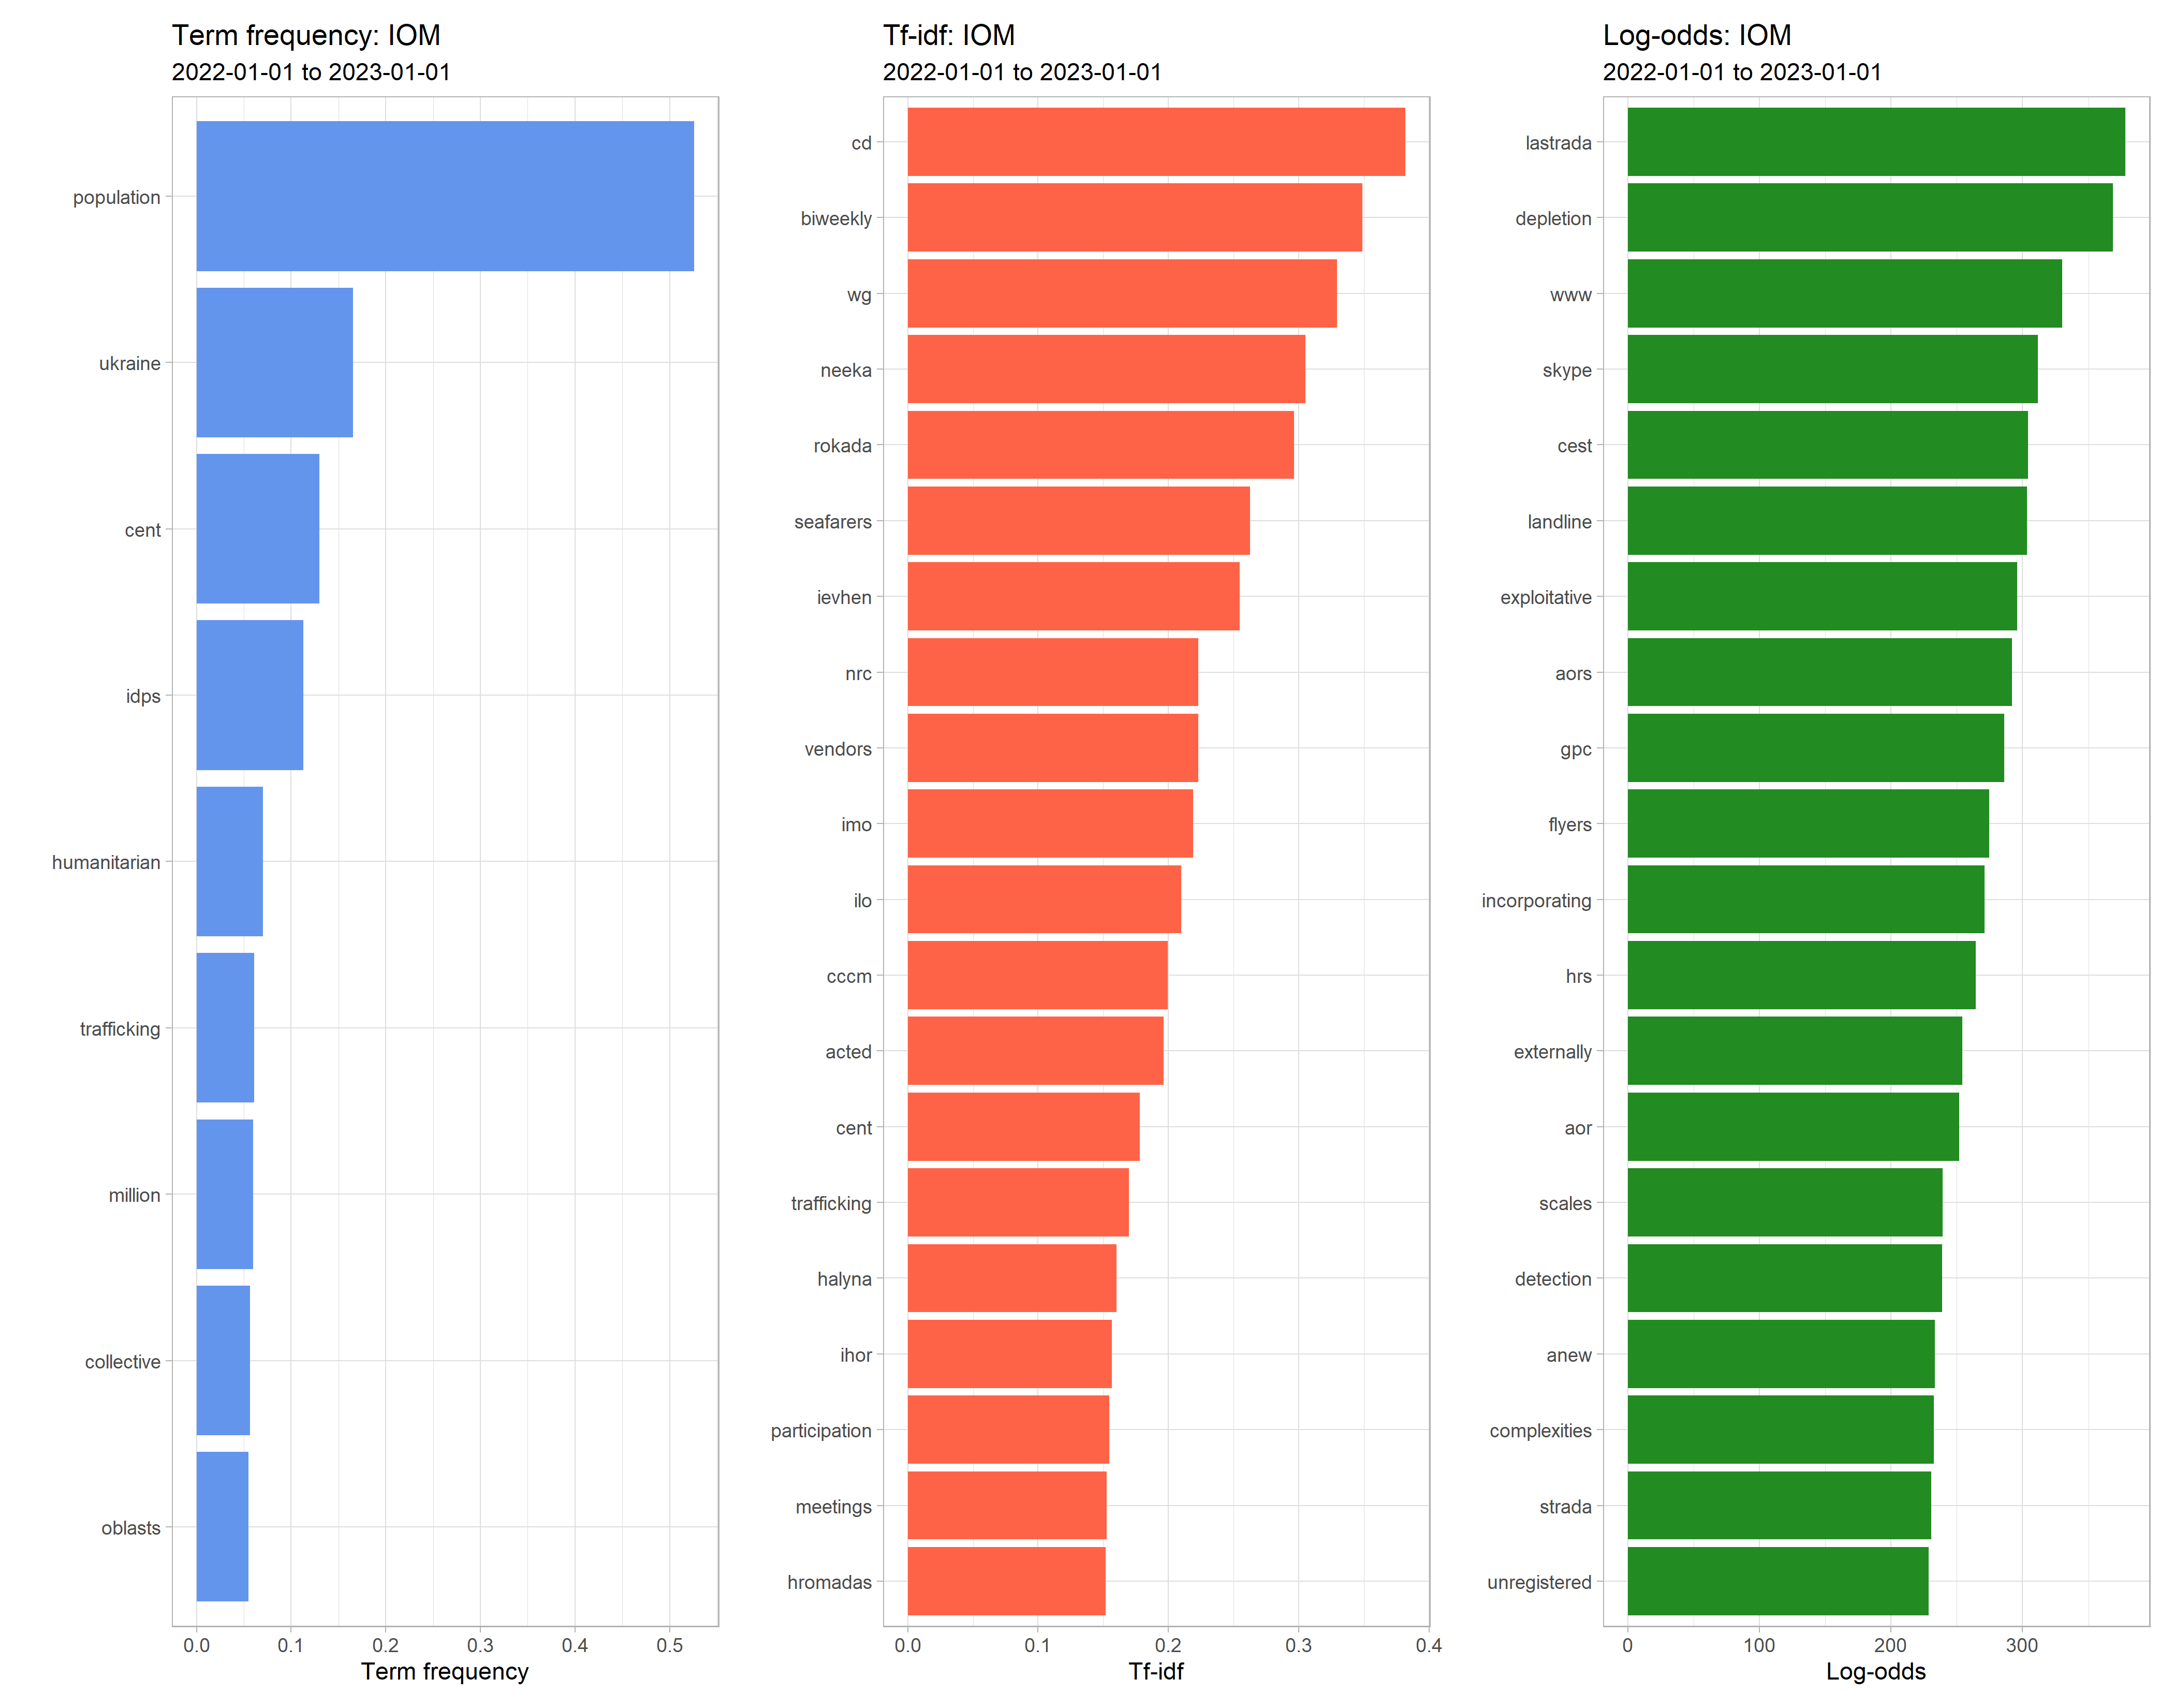 Term frequency: IOM
2022-01-01 to 2023-01-01
population
ukraine
cent
idps
humanitarian
trafficking
million
collective
oblasts
0.0 0.1 0.2 0.3 0.4 0.5
Term frequency
Tf-idf: IOM
2022-01-01 to 2023-01-01
cd
biweekly
wg
neeka
rokada
seafarers
ievhen
nrc
vendors
imo
ilo
cccm
acted
cent
trafficking
halyna
ihor
participation
meetings
hromadas
0.0 0.1 0.2 0.3 0.4
Tf-idf
Log-odds: IOM
2022-01-01 to 2023-01-01
lastrada
depletion
www
skype
cest
landline
exploitative
aors
gpc
flyers
incorporating
hrs
externally
aor
scales
detection
anew
complexities
strada
unregistered
0 100 200 300
Log-odds